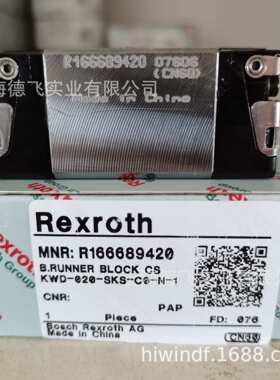 R166689420 07606
(CN60)
Made in China
海德飞实业有限公司
Rexroth
MNR: R166689420
B.RUNNER BLOCK CS
KWD-020-SKS-C0-N-1
CNR:
PAP
1 Piece FD: 076
Bosch Rexroth AG
Made in China
hiwindf.1688.com